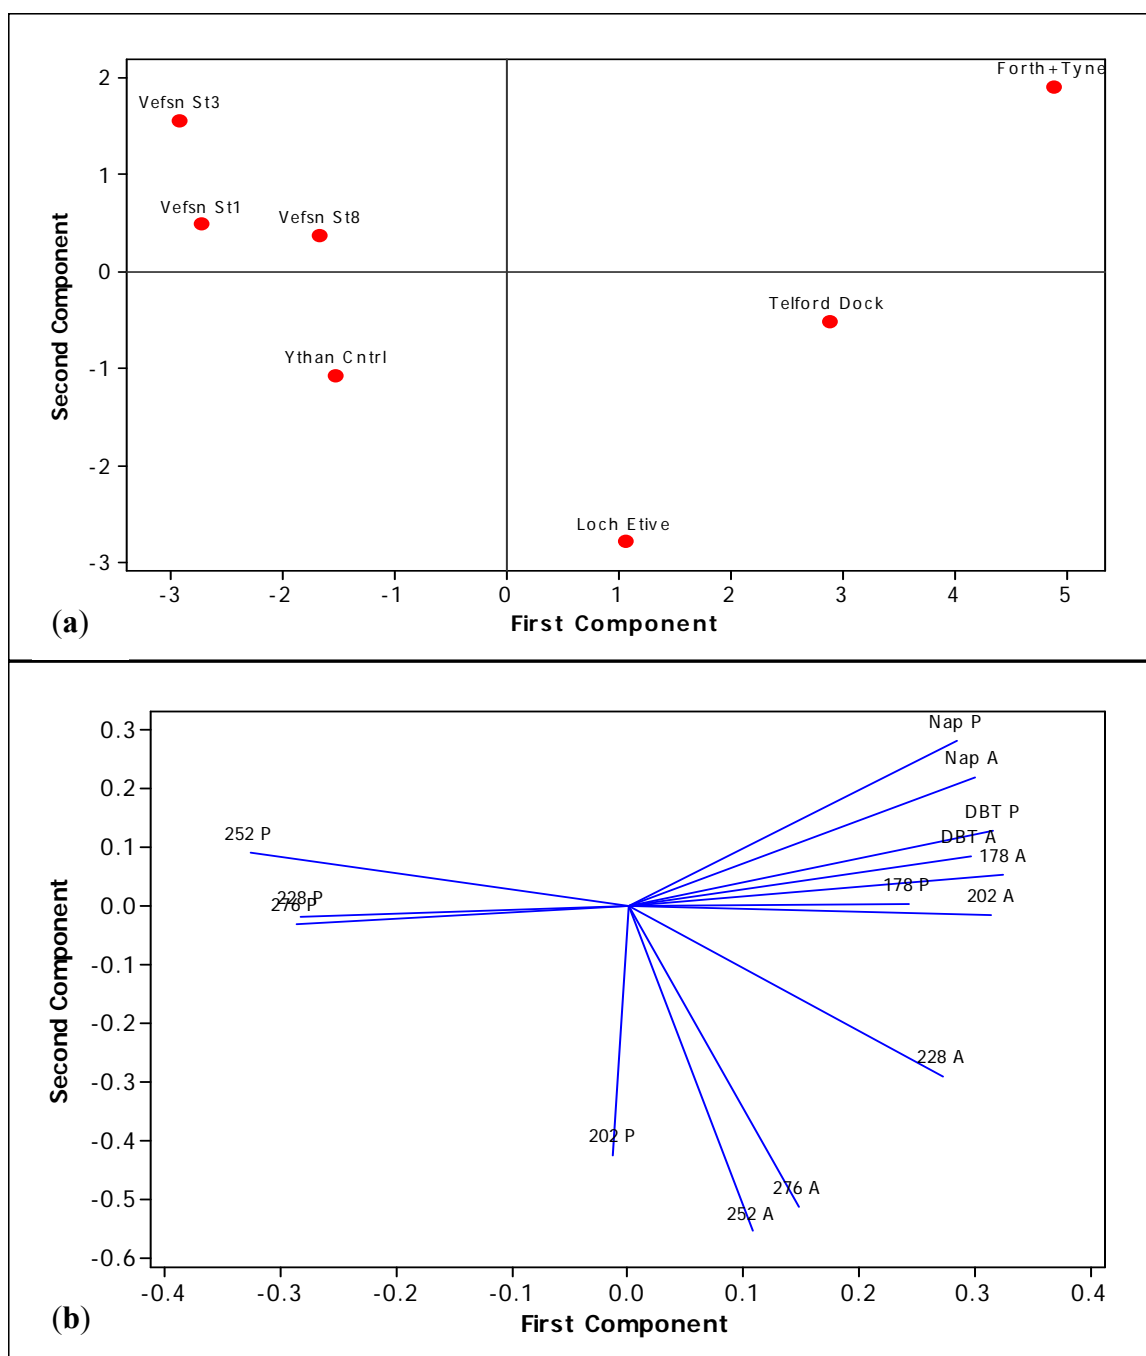 Forth+Tyne
2
Vefsn St3
1
Vefsn St1
Vefsn St8
0
Telford Dock
Ythan Cntrl
-1
-2
Loch Etive
-3
Second Component
-3 -2 -1 0 1 2 3 4 5
First Component
(a)
Nap P
0.3
Nap A
0.2
DBT P
252 P
DBT A
0.1
178 A
178 P
202 A
228 P
276 P
0.0
-0.1
-0.2
228 A
-0.3
202 P
-0.4
276 A
252 A
-0.5
-0.6
Second Component
-0.4 -0.3 -0.2 -0.1 0.0 0.1 0.2 0.3 0.4
First Component
(b)